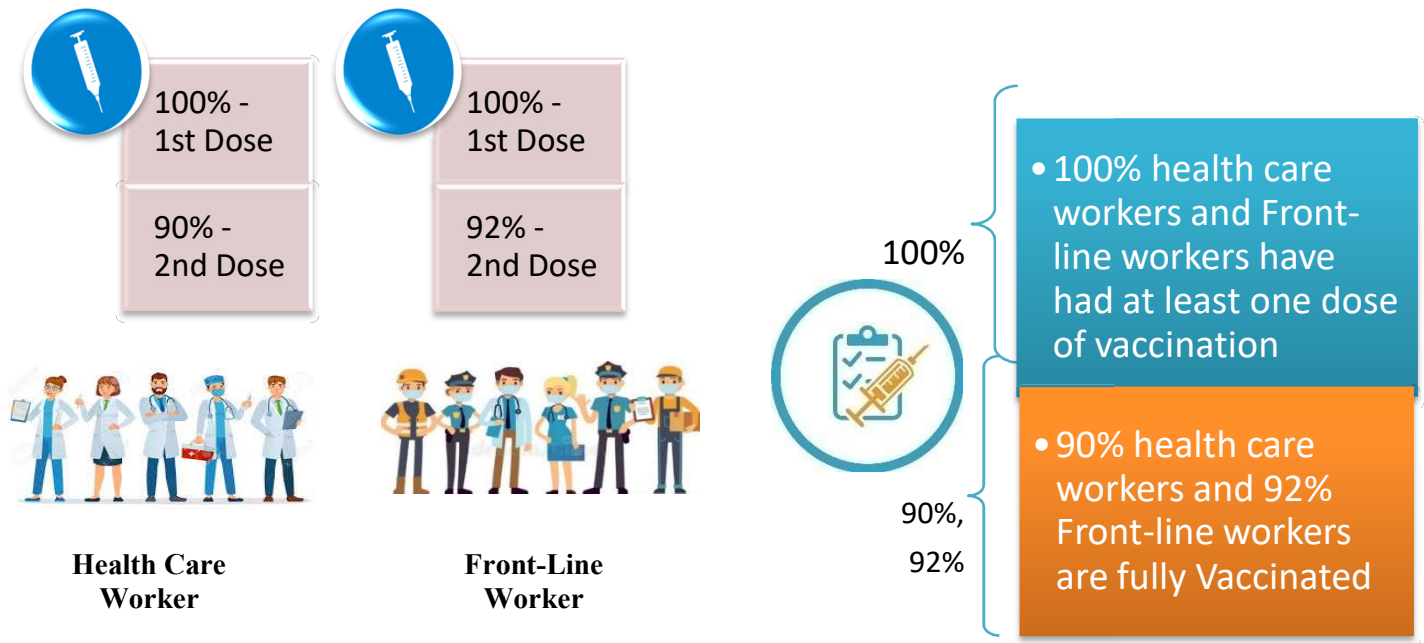 100% -
1st Dose
90% -
2nd Dose
Health Care
Worker
100% -
1st Dose
92% -
2nd Dose
Front-Line
Worker
100%
90%,
92%
• 100% health care
workers and Front-
line workers have
had at least one dose
of vaccination
• 90% health care
workers and 92%
Front-line workers
are fully Vaccinated